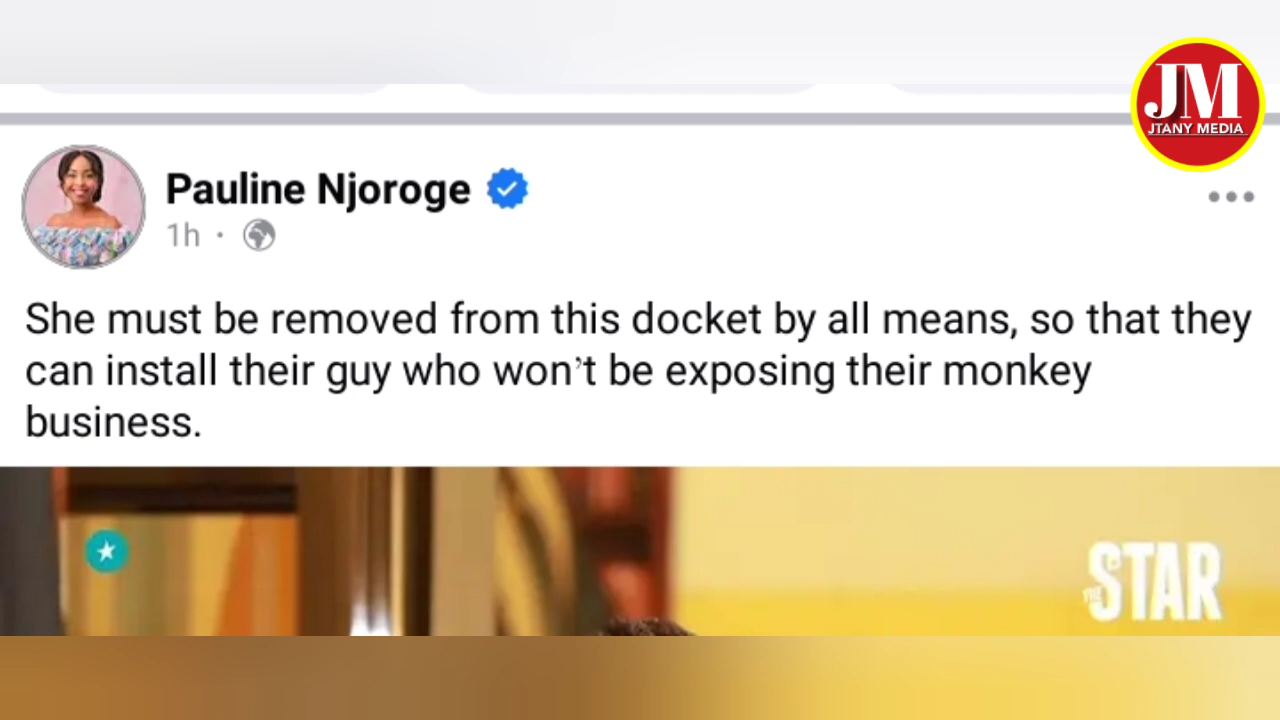 JM
JTANY MEDIA
Pauline Njoroge
1h ·
She must be removed from this docket by all means, so that they
can install their guy who won’t be exposing their monkey
business.
THE STAR